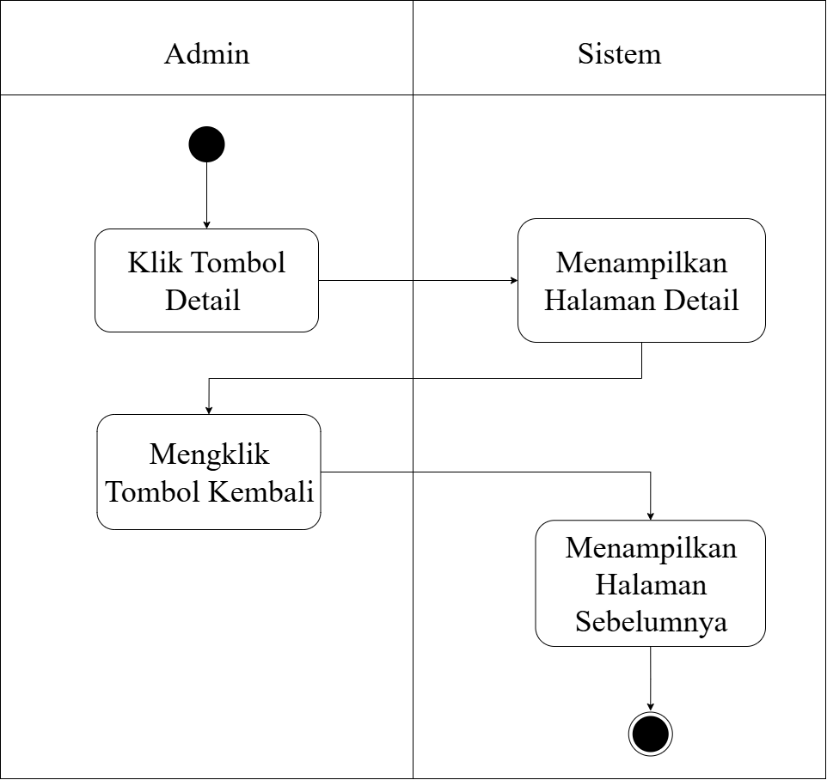 Admin
Sistem
Klik Tombol
Detail
Menampilkan
Halaman Detail
Mengklik
Tombol Kembali
Menampilkan
Halaman
Sebelumnya